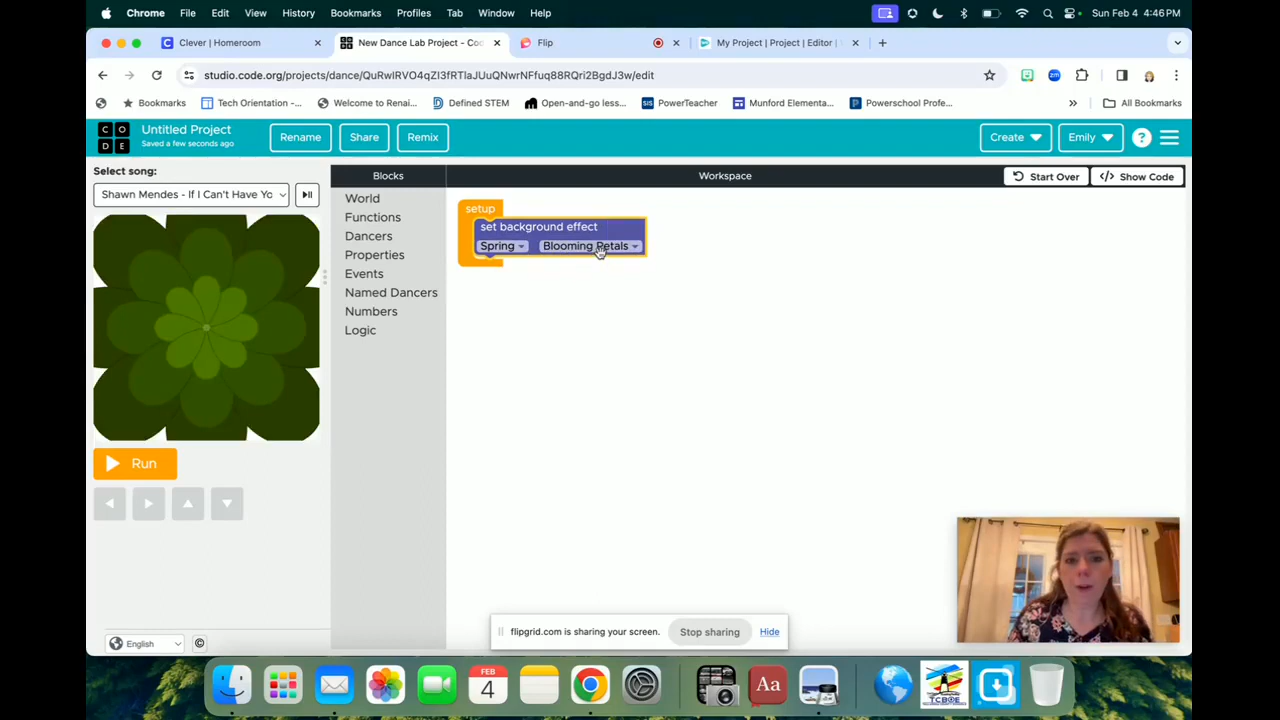 Chrome File Edit View History Bookmarks Profiles Tab Window Help Sun Feb 4 4:46 PM
Clever | Homeroom New Dance Lab Project - Co Flip My Project | Project | Editor |
studio.code.org/projects/dance/QuRwIRVO4qZI3fRTlaJUuQNwrNFfuq88RQri2BgdJ3w/edit
Bookmarks Tech Orientation -... Welcome to Renai... Defined STEM Open-and-go less... SIS PowerTeacher Munford Elementa... Powerschool Profe... » All Bookmarks
CODE
Untitled Project
Saved a few seconds ago
Rename Share Remix Create Emily ?
Select song:
Shawn Mendes - If I Can't Have Yo
Blocks
Workspace
Start Over </> Show Code
World
Functions
Dancers
Properties
Events
Named Dancers
Numbers
Logic
setup
set background effect
Spring Blooming Petals
Run
English ©
flipgrid.com is sharing your screen. Stop sharing Hide
FEB
4
Aa
TCBOE